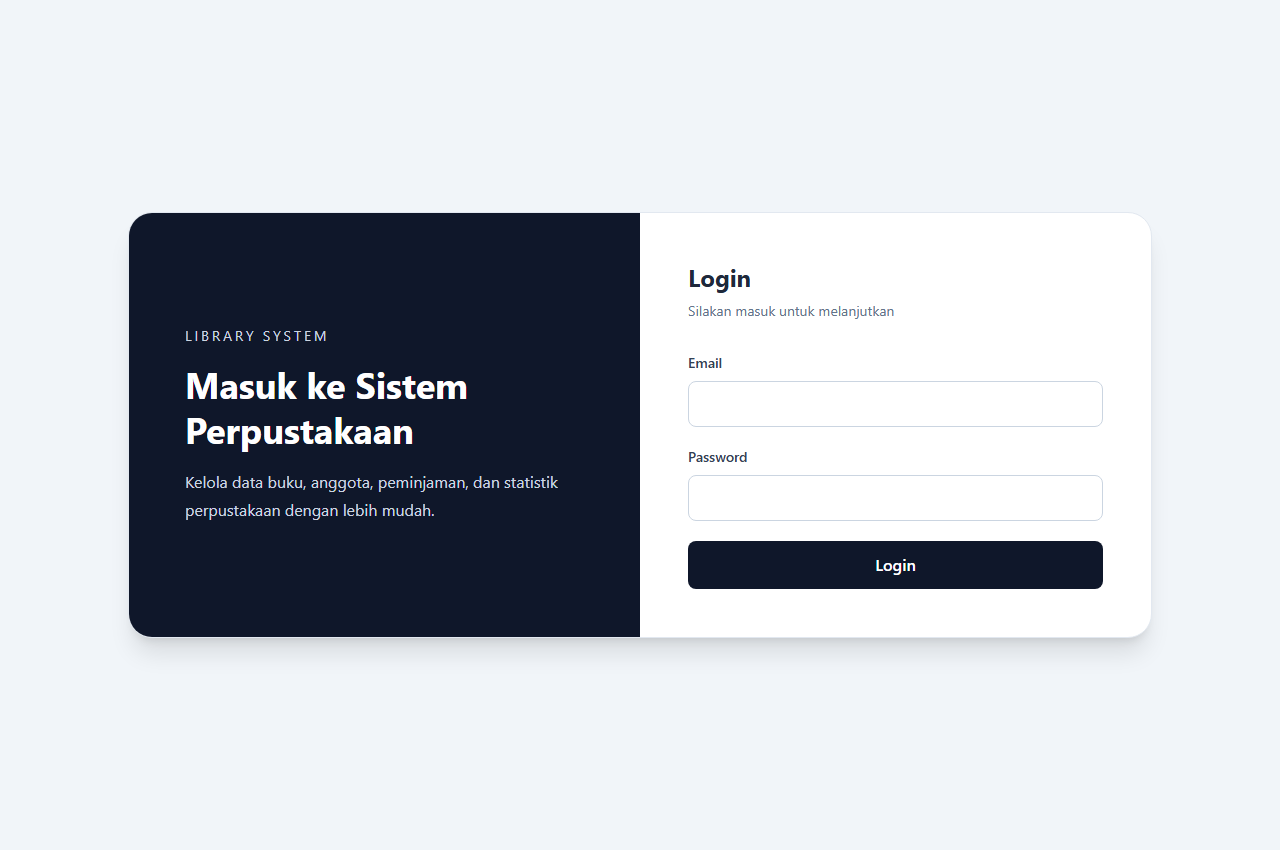 LIBRARY SYSTEM
Masuk ke Sistem
Perpustakaan
Kelola data buku, anggota, peminjaman, dan statistik
perpustakaan dengan lebih mudah.
Login
Silakan masuk untuk melanjutkan
Email
Password
Login